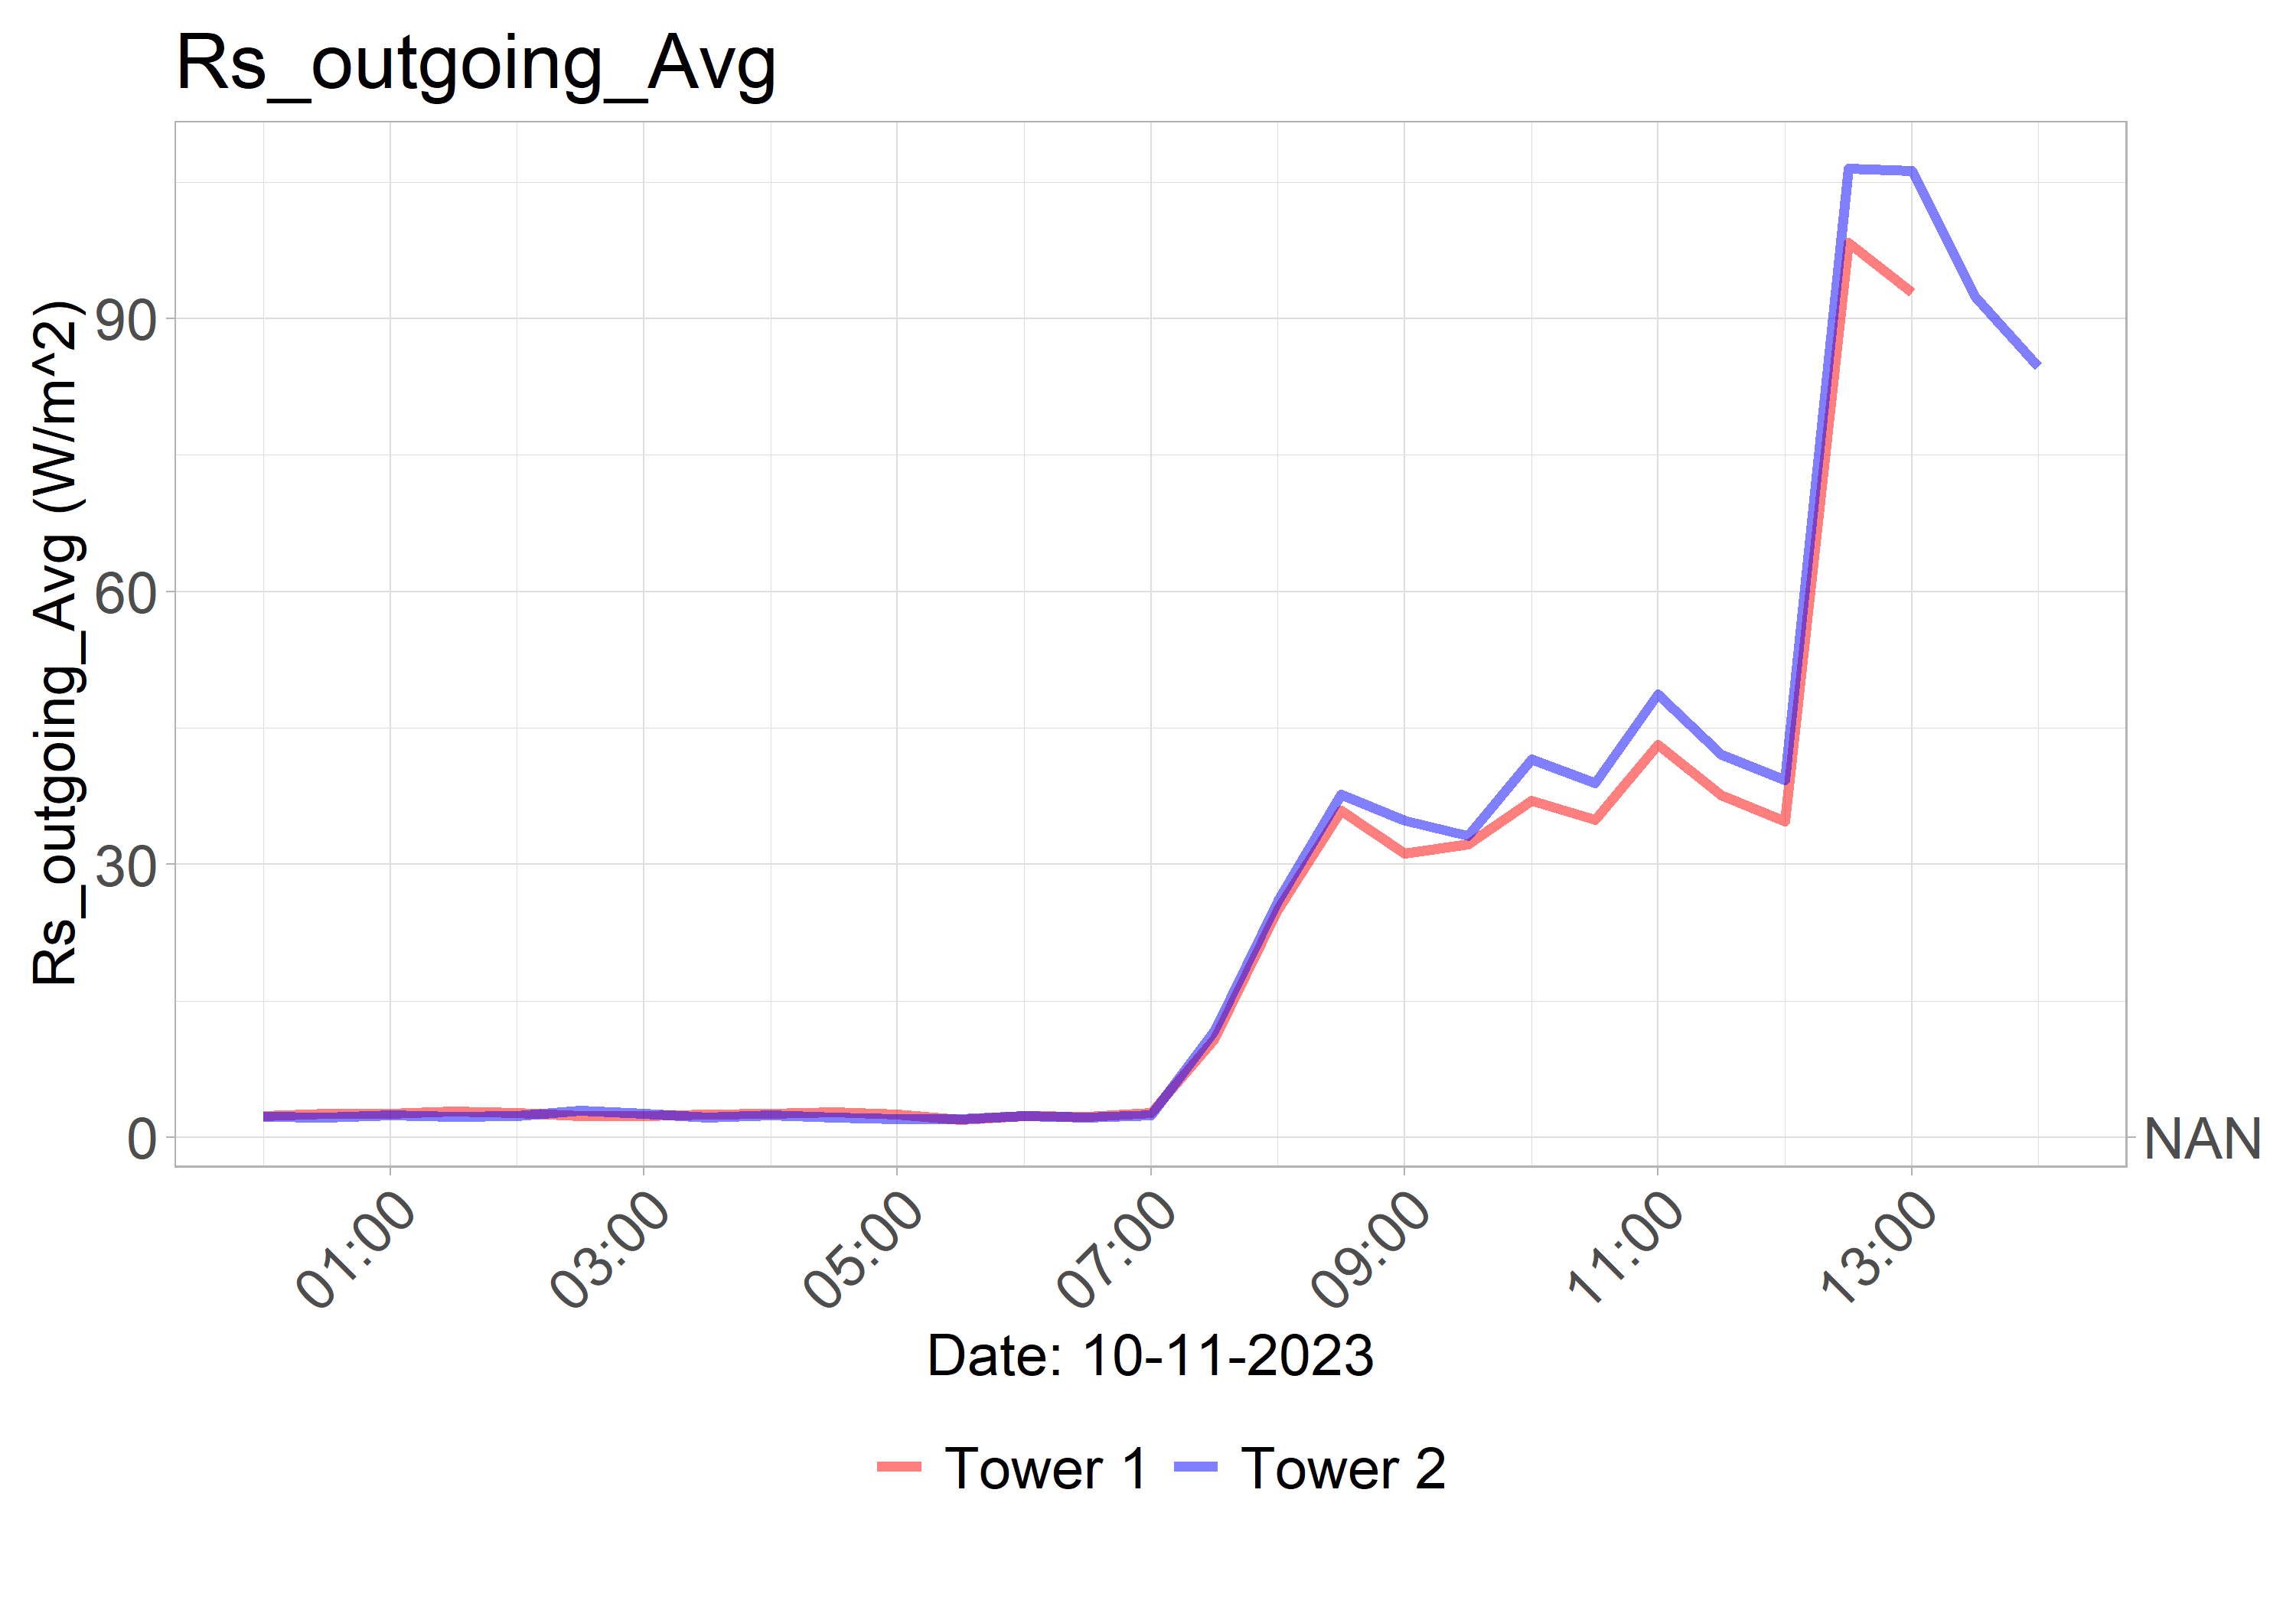 Rs_outgoing_Avg
Rs_outgoing_Avg (W/m^2)
90
60
30
0
NAN
01:00 03:00 05:00 07:00 09:00 11:00 13:00
Date: 10-11-2023
Tower 1 Tower 2